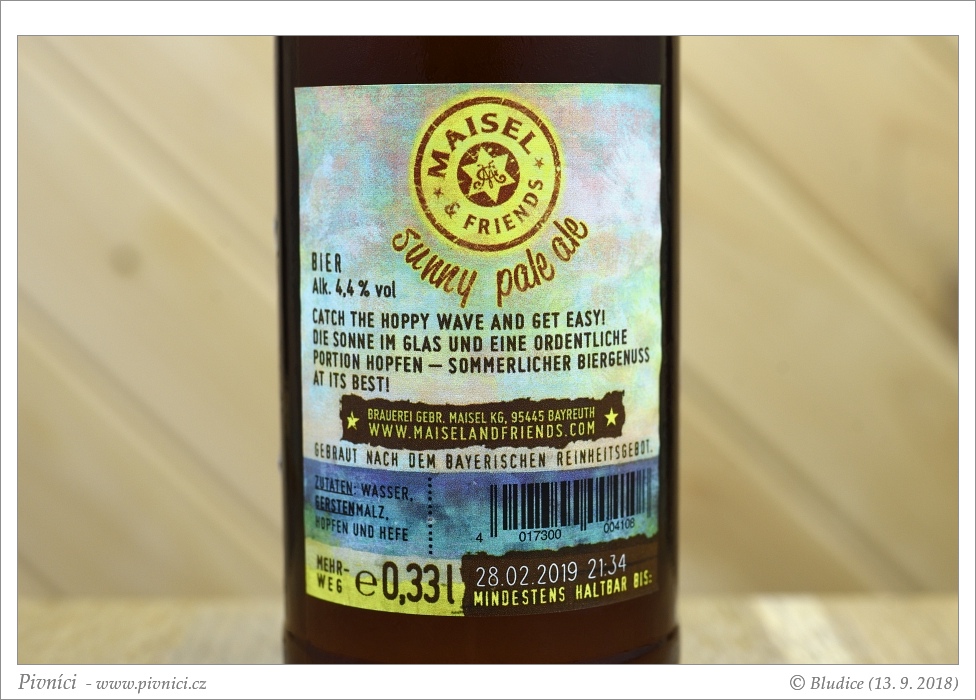 MAISEL
& FRIENDS
sunny pale ale
BIER
Alk. 4,4 % vol
CATCH THE HOPPY WAVE AND GET EASY!
DIE SONNE IM GLAS UND EINE ORDENTLICHE
PORTION HOPFEN – SOMMERLICHER BIERGENUSS
AT ITS BEST!
BRAUEREI GEBR. MAISEL KG, 95445 BAYREUTH
WWW.MAISELANDFRIENDS.COM
GEBRAUT NACH DEM BAYERISCHEN REINHEITSGEBOT.
ZUTATEN: WASSER,
GERSTENMALZ,
HOPFEN UND HEFE
4 017300 004108
MEHR-
WEG
e 0,33 l
28.02.2019 21:34
MINDESTENS HALTBAR BIS:
Pivníci - www.pivnici.cz
© Bludice (13. 9. 2018)